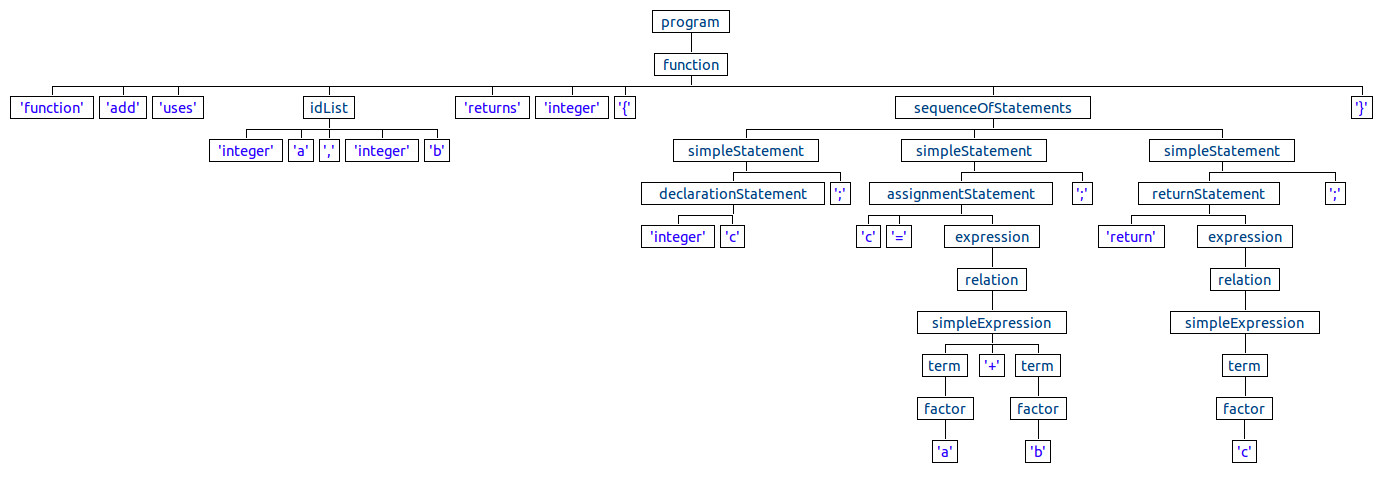 program
function
'function' 'add' 'uses' idList 'returns' 'integer' '{' sequenceOfStatements '}'
'integer' 'a' ',' 'integer' 'b' simpleStatement simpleStatement simpleStatement
declarationStatement ';' assignmentStatement ';' returnStatement ';'
'integer' 'c' 'c' '=' expression 'return' expression
relation relation
simpleExpression simpleExpression
term '+' term term
factor factor factor
'a' 'b' 'c'